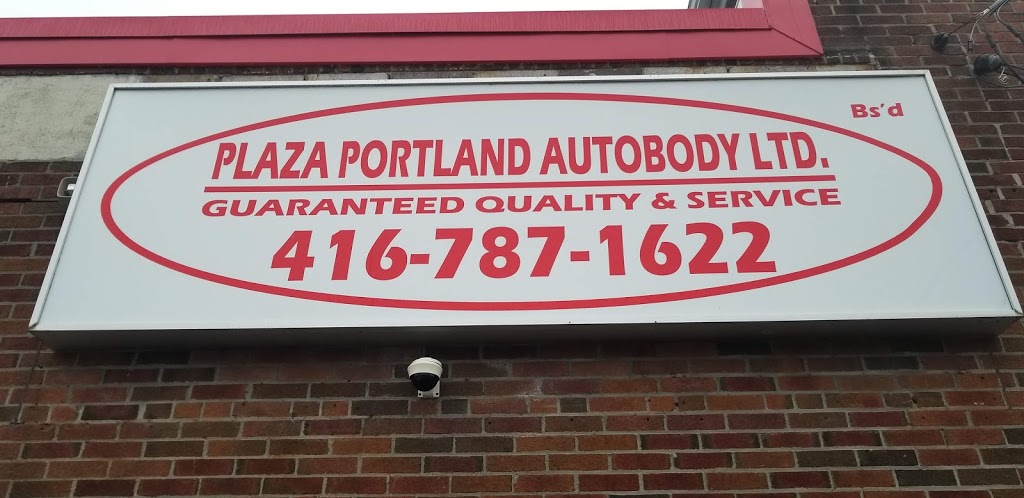 Bs'd
PLAZA PORTLAND AUTOBODY LTD.
GUARANTEED QUALITY & SERVICE
416-787-1622